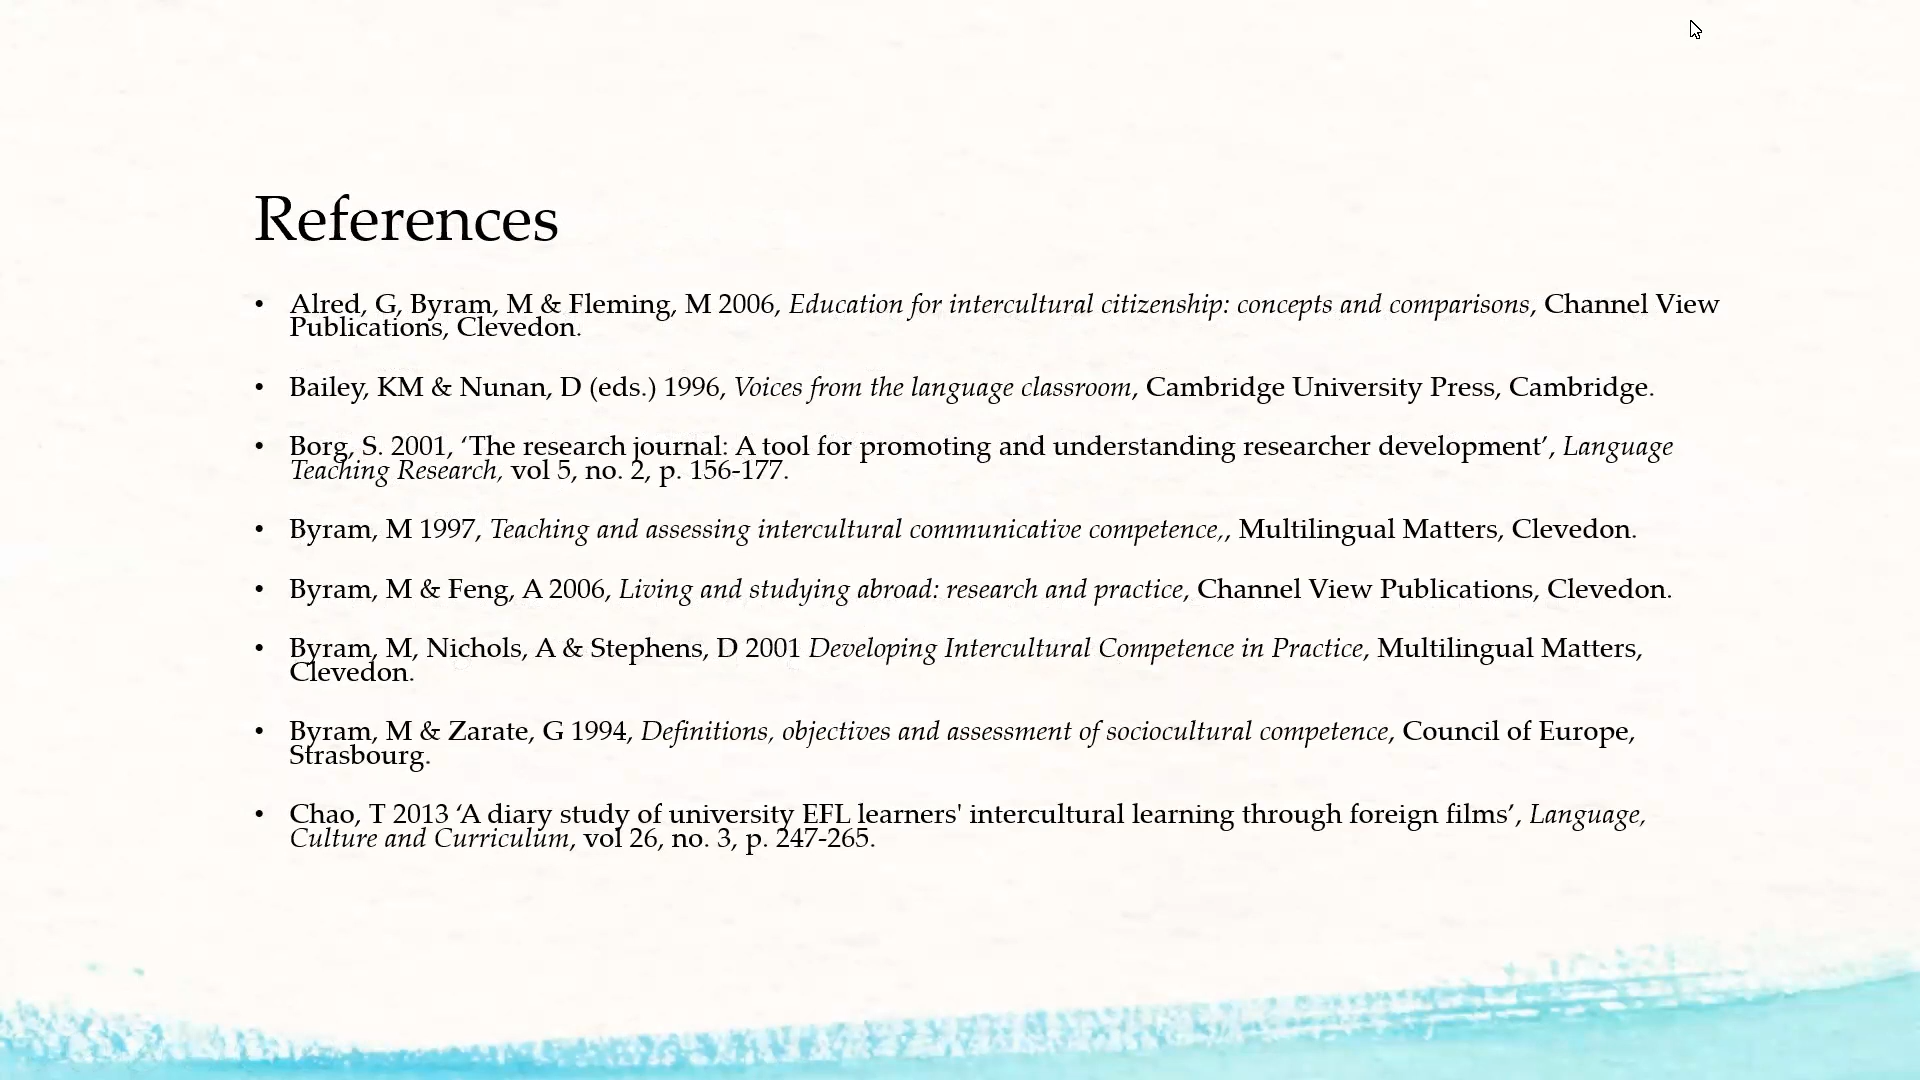 References
• Alred, G, Byram, M & Fleming, M 2006, Education for intercultural citizenship: concepts and comparisons, Channel View
Publications, Clevedon.
• Bailey, KM & Nunan, D (eds.) 1996, Voices from the language classroom, Cambridge University Press, Cambridge.
• Borg, S. 2001, ‘The research journal: A tool for promoting and understanding researcher development’, Language
Teaching Research, vol 5, no. 2, p. 156-177.
• Byram, M 1997, Teaching and assessing intercultural communicative competence,, Multilingual Matters, Clevedon.
• Byram, M & Feng, A 2006, Living and studying abroad: research and practice, Channel View Publications, Clevedon.
• Byram, M, Nichols, A & Stephens, D 2001 Developing Intercultural Competence in Practice, Multilingual Matters,
Clevedon.
• Byram, M & Zarate, G 1994, Definitions, objectives and assessment of sociocultural competence, Council of Europe,
Strasbourg.
• Chao, T 2013 ‘A diary study of university EFL learners' intercultural learning through foreign films’, Language,
Culture and Curriculum, vol 26, no. 3, p. 247-265.